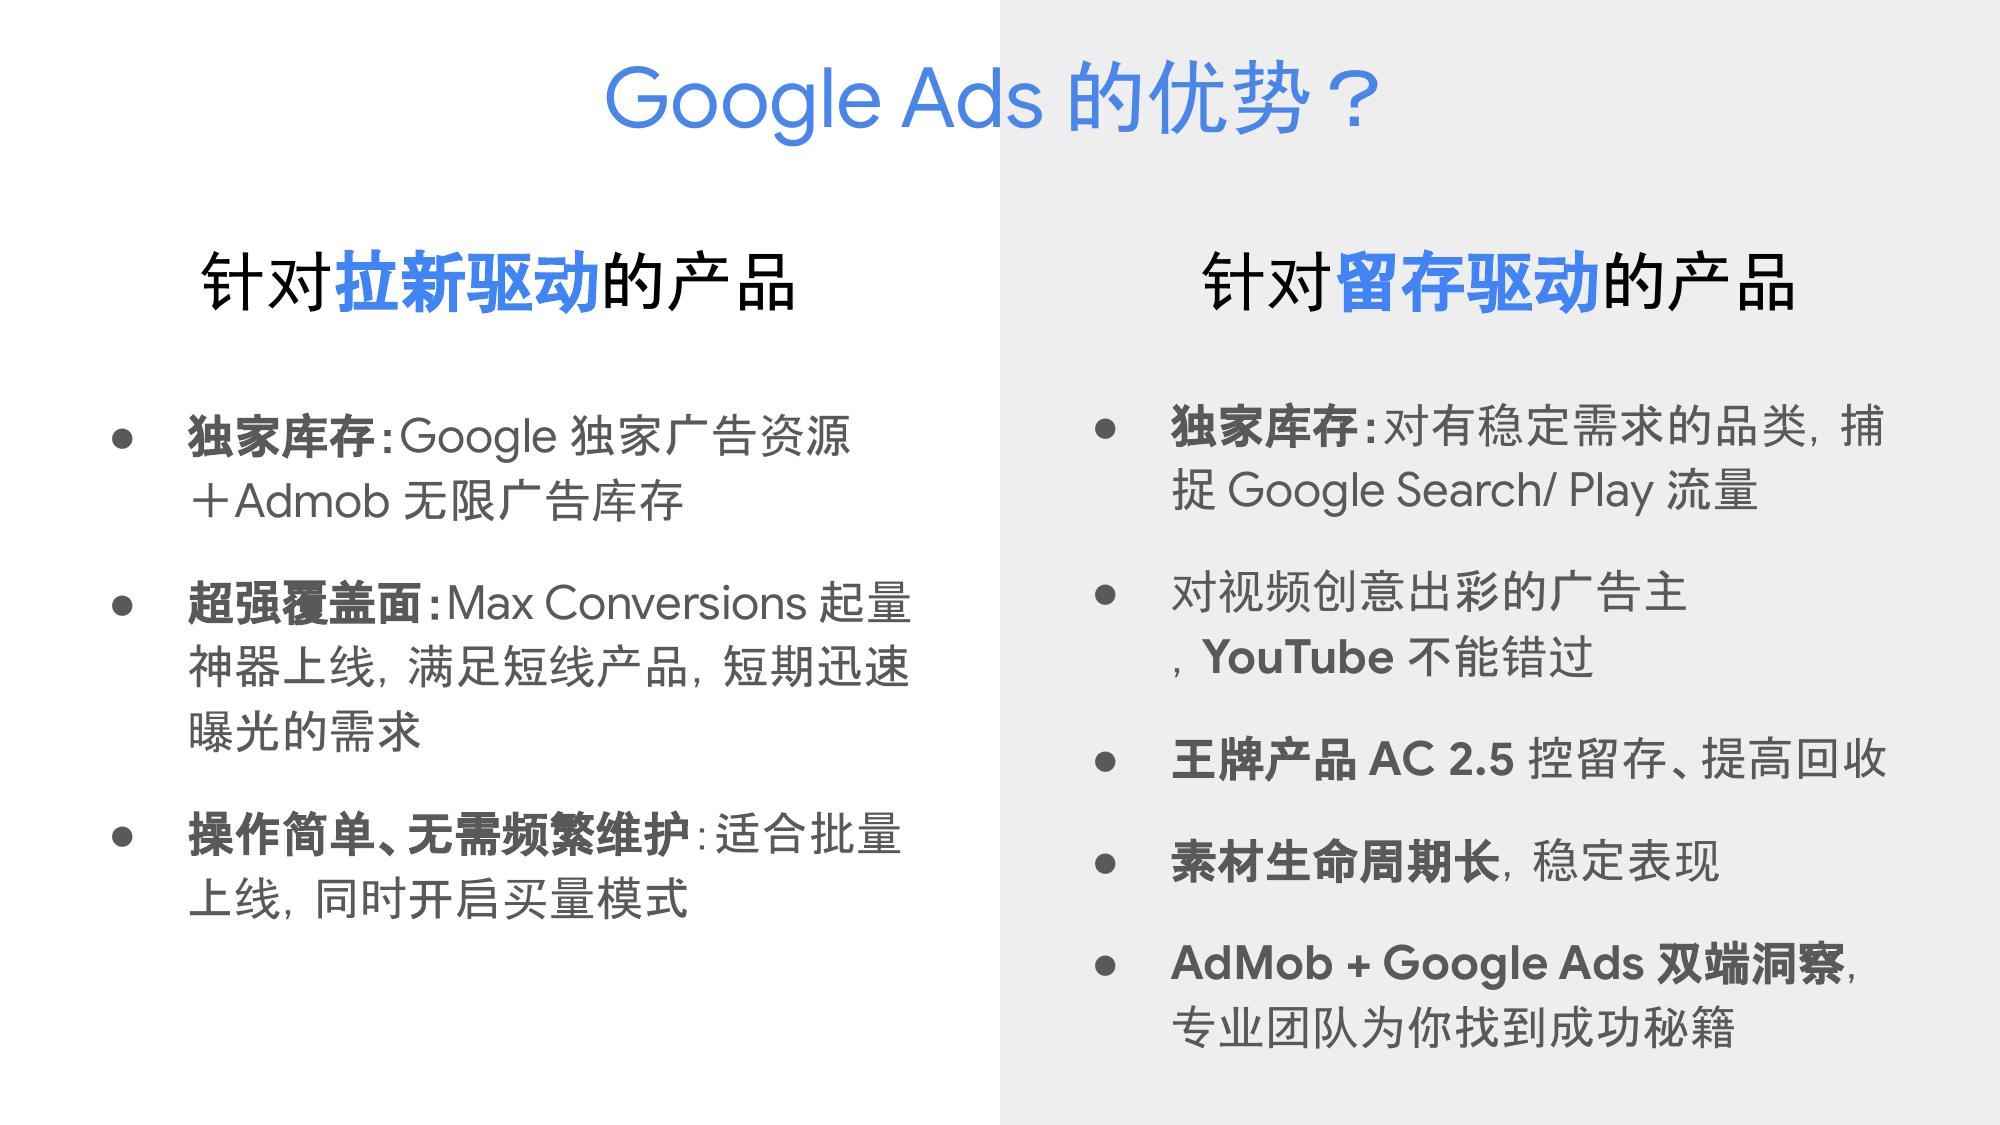 Google Ads 的优势？
针对拉新驱动的产品
● 独家库存：Google 独家广告资源
＋Admob 无限广告库存
● 超强覆盖面：Max Conversions 起量
神器上线，满足短线产品，短期迅速
曝光的需求
● 操作简单、无需频繁维护：适合批量
上线，同时开启买量模式
针对留存驱动的产品
● 独家库存：对有稳定需求的品类，捕
捉 Google Search/ Play 流量
● 对视频创意出彩的广告主
，YouTube 不能错过
● 王牌产品 AC 2.5 控留存、提高回收
● 素材生命周期长，稳定表现
● AdMob + Google Ads 双端洞察，
专业团队为你找到成功秘籍